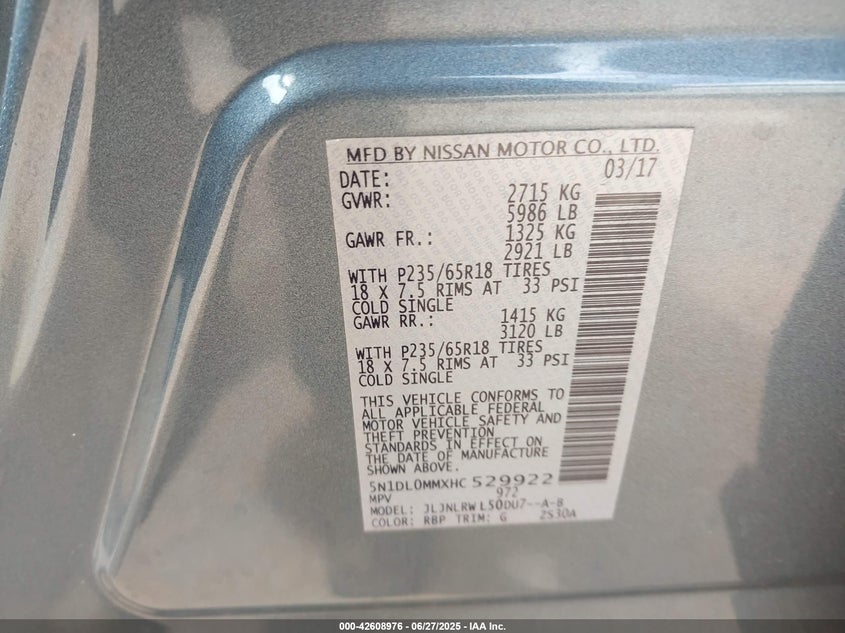 MFD BY NISSAN MOTOR CO., LTD.
DATE: 03/17
GVWR: 2715 KG
5986 LB
GAWR FR.: 1325 KG
2921 LB
WITH P235/65R18 TIRES
18 X 7.5 RIMS AT 33 PSI
COLD SINGLE
GAWR RR.: 1415 KG
3120 LB
WITH P235/65R18 TIRES
18 X 7.5 RIMS AT 33 PSI
COLD SINGLE
THIS VEHICLE CONFORMS TO
ALL APPLICABLE FEDERAL
MOTOR VEHICLE SAFETY AND
THEFT PREVENTION
STANDARDS IN EFFECT ON
THE DATE OF MANUFACTURE
SHOWN ABOVE.
5N1DL0MMXHC 529922
MPV 972
MODEL: JLJNLRW L50DU7--A-B
COLOR: RBP TRIM: G 2S30A
000-42608976 | 06/27/2025 - IAA Inc.